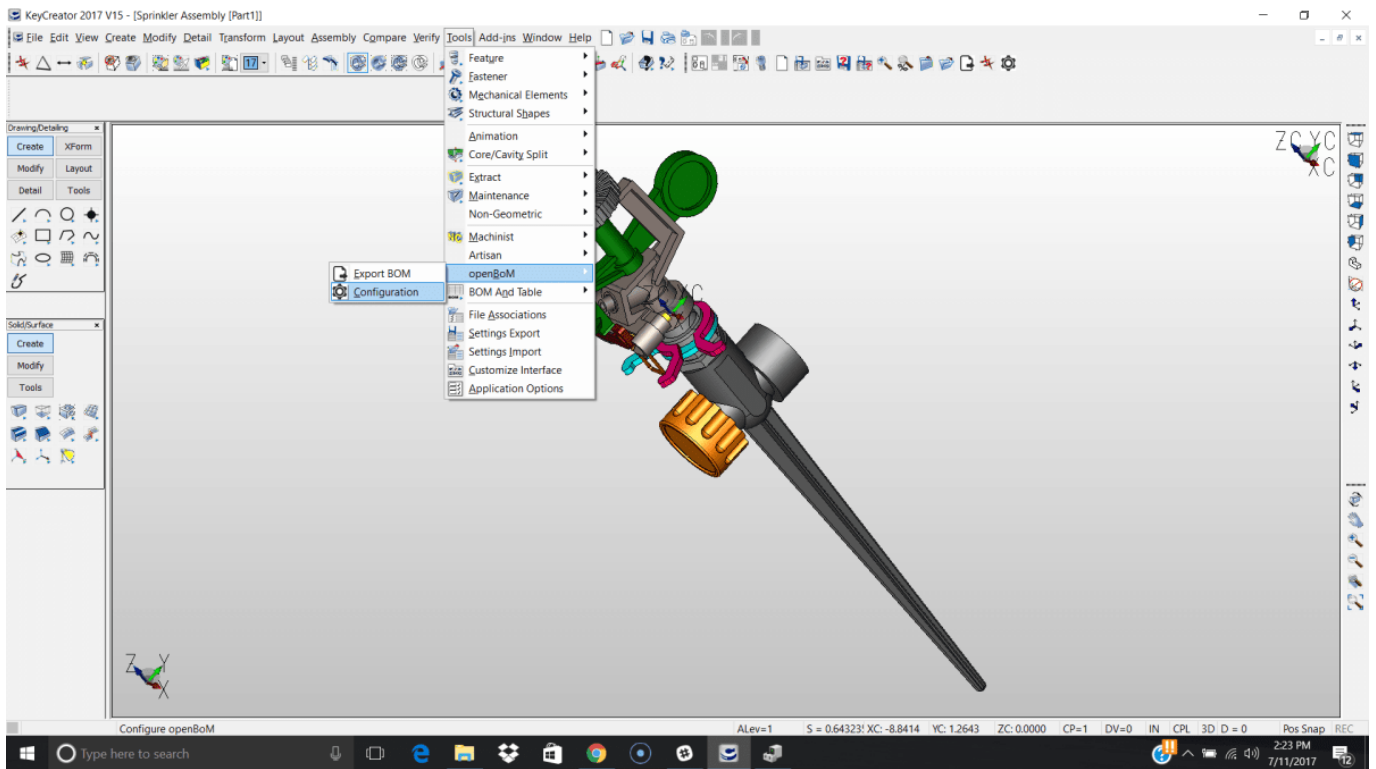 KeyCreator 2017 V15 - [Sprinkler Assembly [Part1]]
File Edit View Create Modify Detail Transform Layout Assembly Compare Verify Tools Add-ins Window Help
17
Feature
Fastener
Mechanical Elements
Structural Shapes
Animation
Core/Cavity Split
Extract
Maintenance
Non-Geometric
Machinist
Artisan
openBoM
BOM And Table
File Associations
Settings Export
Settings Import
Customize Interface
Application Options
Export BOM
Configuration
Drawing/Detailing
Create XForm
Modify Layout
Detail Tools
Solid/Surface
Create
Modify
Tools
ZC YC
XC
Z Y
X
Configure openBoM
ALev=1 S = 0.64323! XC: -8.8414 YC: 1.2643 ZC: 0.0000 CP=1 DV=0 IN CPL 3D D = 0 Pos Snap REC
Type here to search
2:23 PM
7/11/2017
12